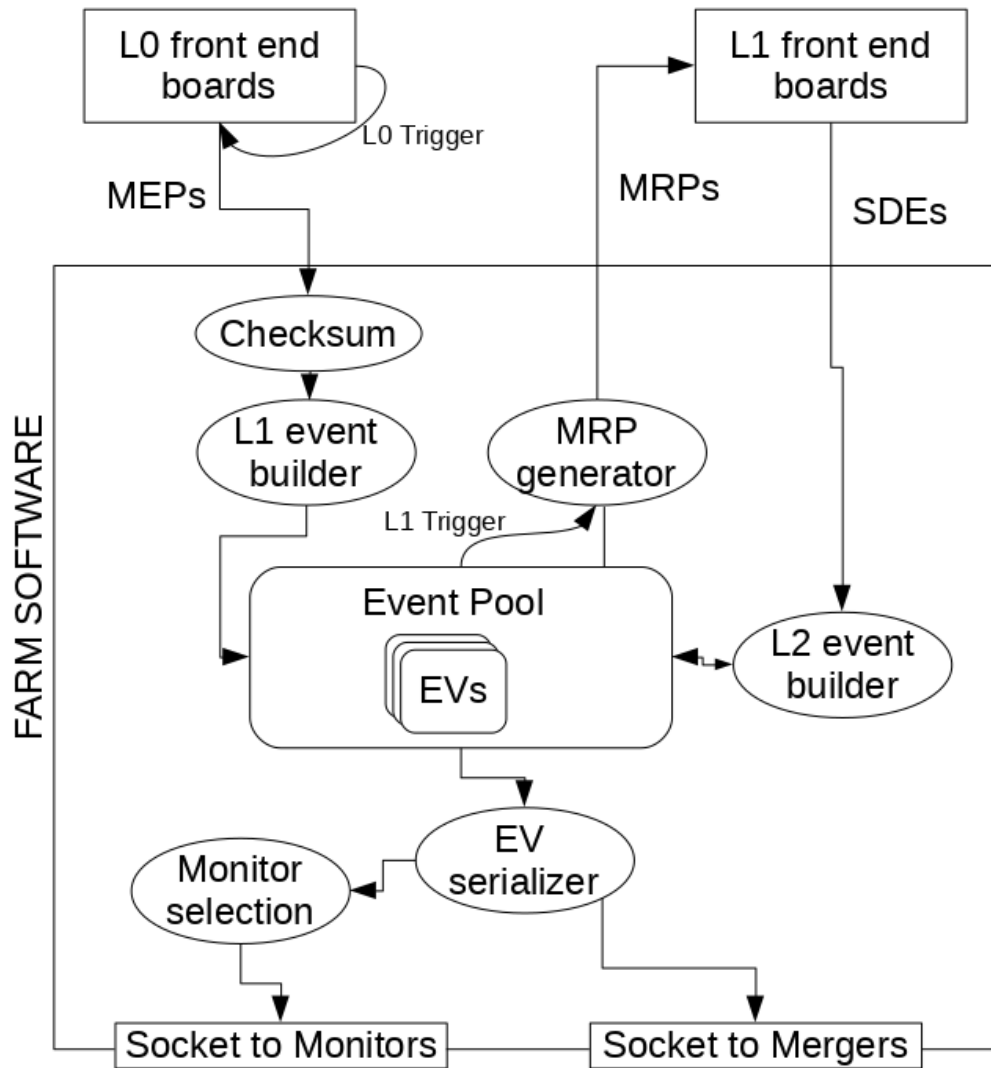 L0 front end
boards
L1 front end
boards
L0 Trigger
MEPs
MRPs
SDEs
FARM SOFTWARE
Checksum
L1 event
builder
MRP
generator
L1 Trigger
Event Pool
EVs
L2 event
builder
EV
serializer
Monitor
selection
Socket to Monitors
Socket to Mergers